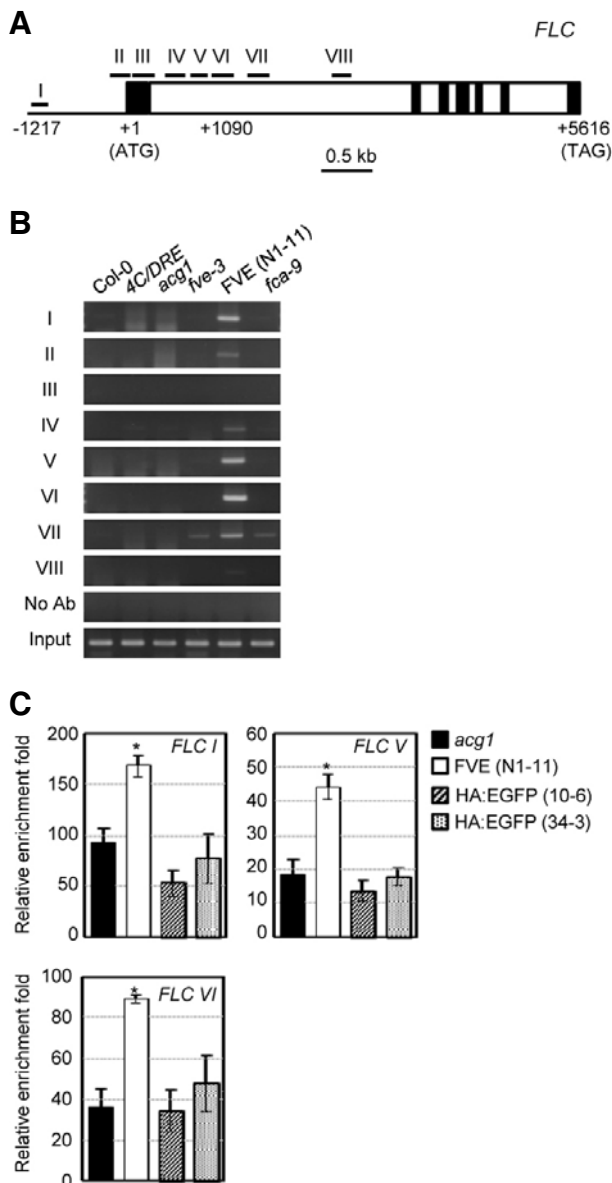 A
FLC
II III IV V VI VII VIII
I
-1217 +1 +1090 +5616
(ATG) 0.5 kb (TAG)
B
Col-0 4C/DRE acg1 fve-3 FVE (N1-11) fca-9
I
II
III
IV
V
VI
VII
VIII
No Ab
Input
C
Relative enrichment fold
200
150
100
50
0
*
FLC I
60
50
40
30
20
10
0
*
FLC V
acg1
FVE (N1-11)
HA:EGFP (10-6)
HA:EGFP (34-3)
Relative enrichment fold
100
80
60
40
20
0
*
FLC VI